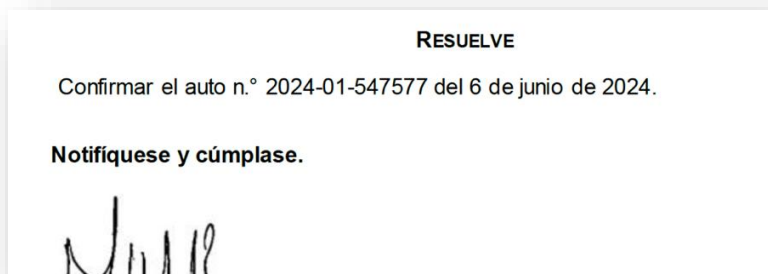 RESUELVE
Confirmar el auto n.° 2024-01-547577 del 6 de junio de 2024.
Notifíquese y cúmplase.